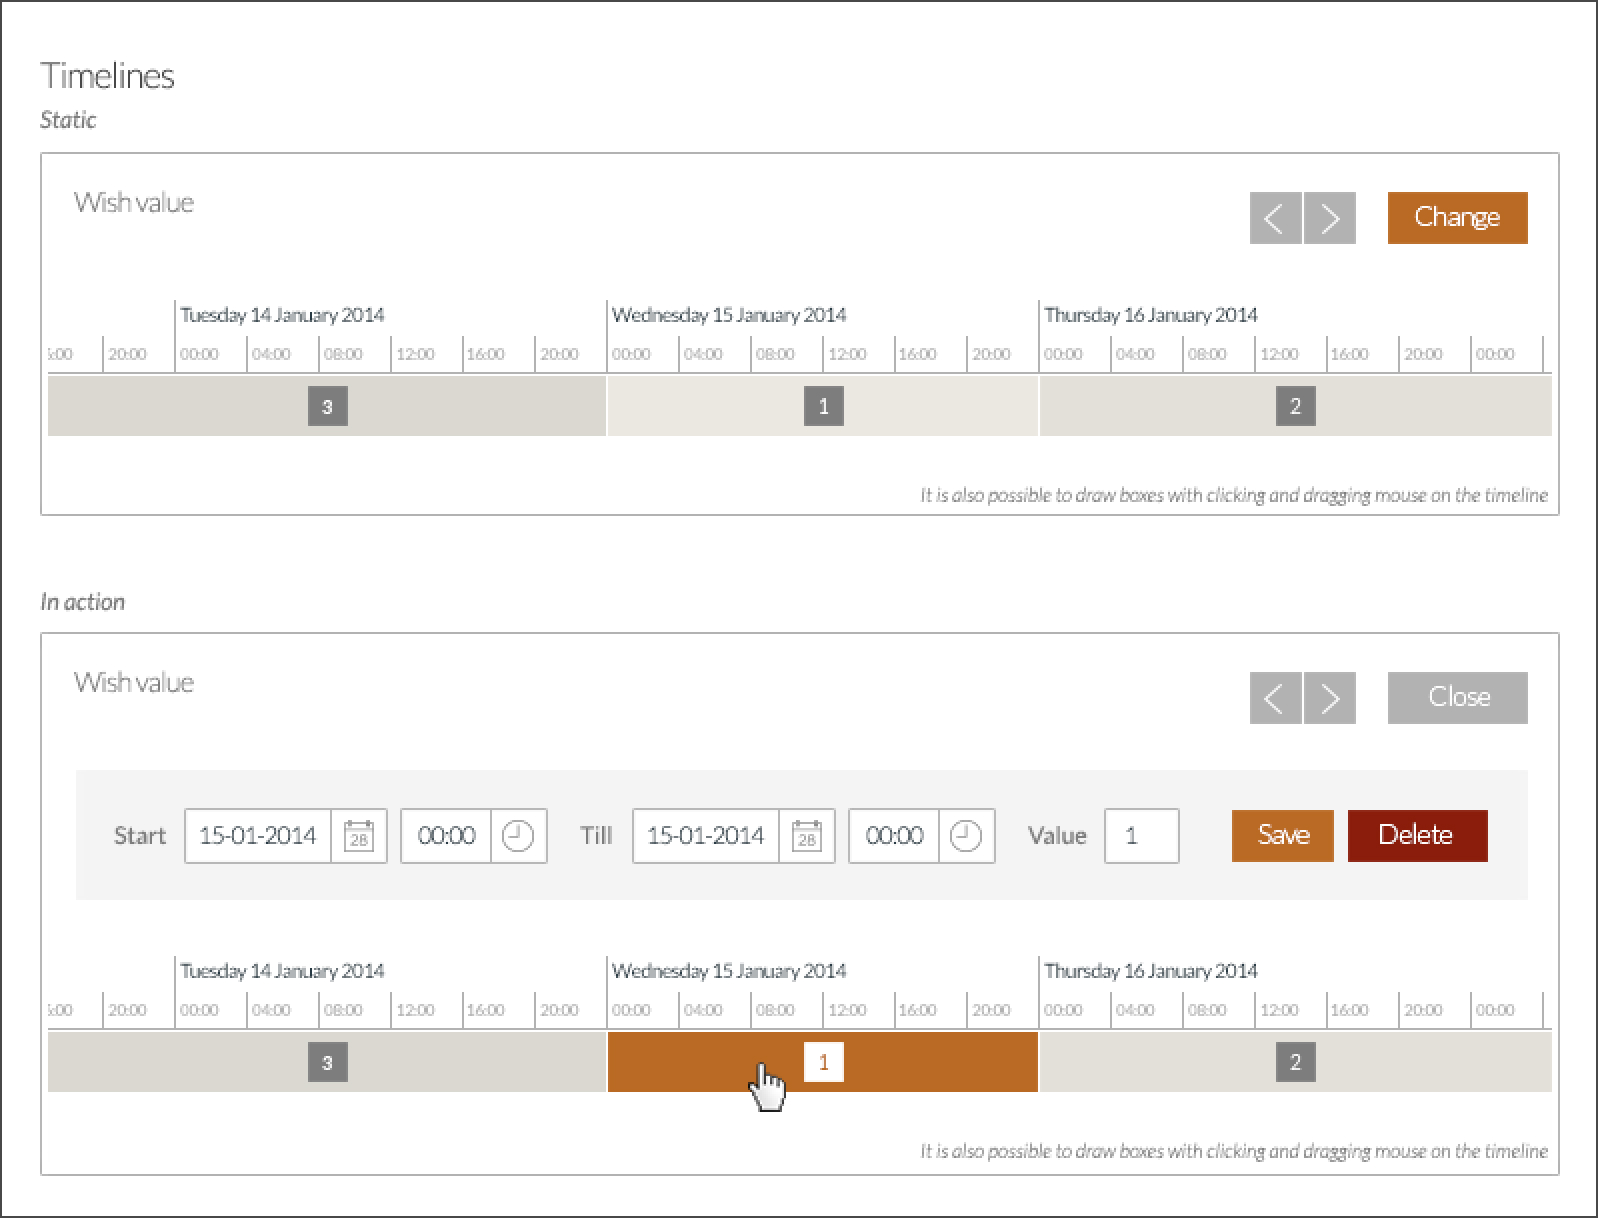 Timelines
Static
Wish value
Change
Tuesday 14 January 2014 Wednesday 15 January 2014 Thursday 16 January 2014
:00 20:00 00:00 04:00 08:00 12:00 16:00 20:00 00:00 04:00 08:00 12:00 16:00 20:00 00:00 04:00 08:00 12:00 16:00 20:00 00:00
3 1 2
It is also possible to draw boxes with clicking and dragging mouse on the timeline
In action
Wish value
Close
Start 15-01-2014 28 00:00 Till 15-01-2014 28 00:00 Value 1 Save Delete
Tuesday 14 January 2014 Wednesday 15 January 2014 Thursday 16 January 2014
:00 20:00 00:00 04:00 08:00 12:00 16:00 20:00 00:00 04:00 08:00 12:00 16:00 20:00 00:00 04:00 08:00 12:00 16:00 20:00 00:00
3 1 2
It is also possible to draw boxes with clicking and dragging mouse on the timeline